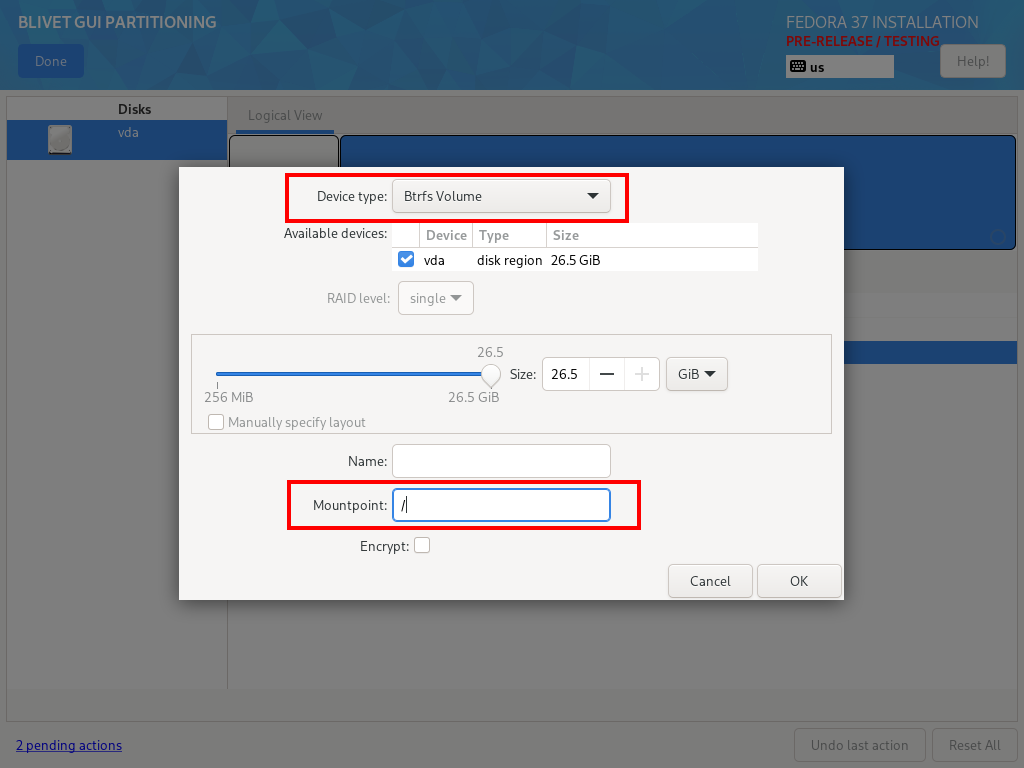 BLIVET GUI PARTITIONING
FEDORA 37 INSTALLATION
PRE-RELEASE / TESTING
Done
us
Help!
Disks
vda
Logical View
Device type: Btrfs Volume
Available devices:
Device Type Size
vda disk region 26.5 GiB
RAID level: single
26.5
Size: 26.5 GiB
256 MiB 26.5 GiB
Manually specify layout
Name:
Mountpoint: /
Encrypt:
Cancel OK
2 pending actions
Undo last action Reset All